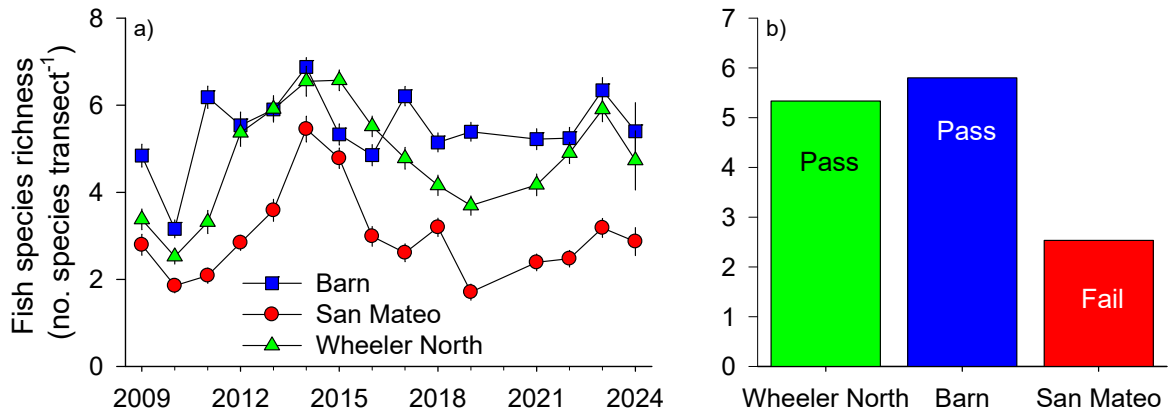 Fish species richness
(no. species transect⁻¹)
a)
8
6
4
2
0
Barn
San Mateo
Wheeler North
2009
2012
2015
2018
2021
2024
b)
7
6
5
4
3
2
1
0
Pass
Pass
Fail
Wheeler North
Barn
San Mateo